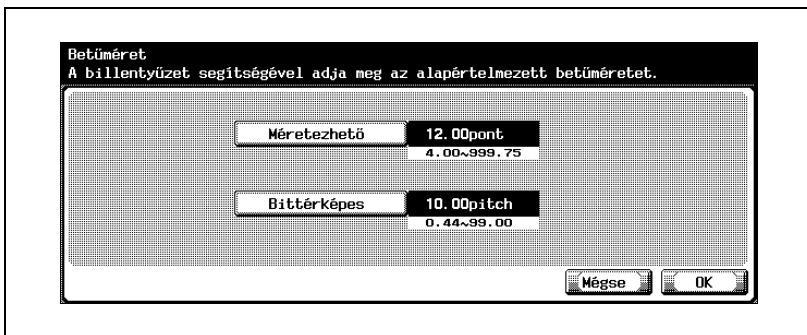 Betűméret
A billentyűzet segítségével adja meg az alapértelmezett betűméretet.
Méretezhető 12.00pont
4.00~999.75
Bittérképes 10.00pitch
0.44~99.00
Mégse OK